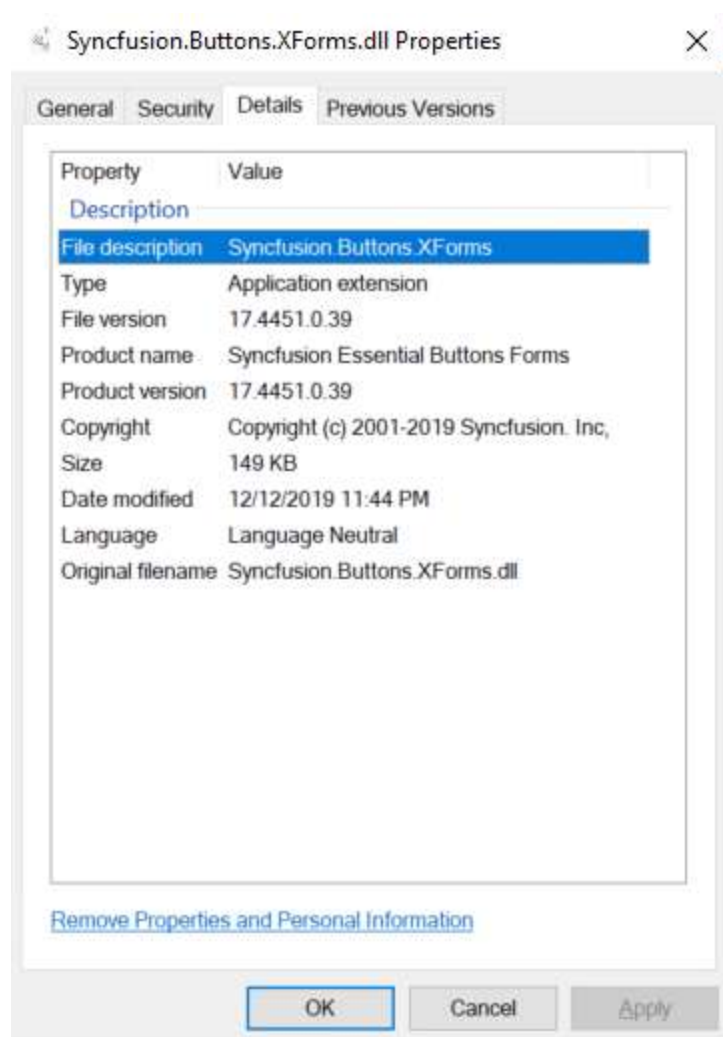 Syncfusion.Buttons.XForms.dll Properties
General Security Details Previous Versions
Property Value
Description
File description Syncfusion.Buttons.XForms
Type Application extension
File version 17.4451.0.39
Product name Syncfusion Essential Buttons Forms
Product version 17.4451.0.39
Copyright Copyright (c) 2001-2019 Syncfusion. Inc,
Size 149 KB
Date modified 12/12/2019 11:44 PM
Language Language Neutral
Original filename Syncfusion.Buttons.XForms.dll
Remove Properties and Personal Information
OK Cancel Apply